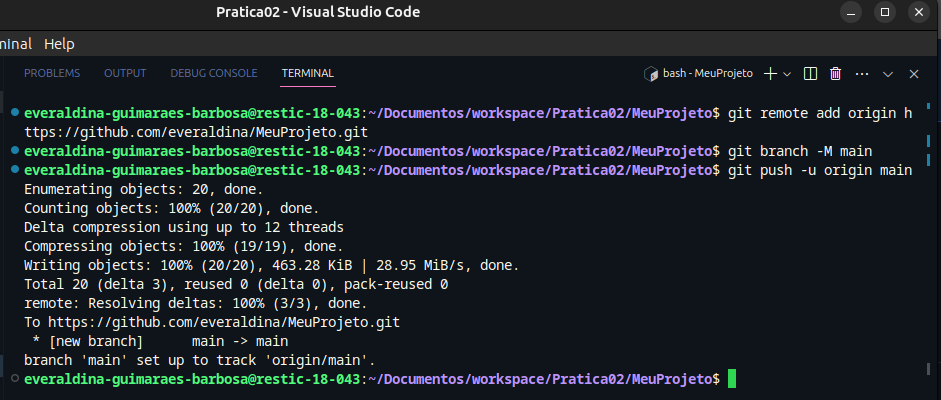 Pratica02 - Visual Studio Code
minal Help
PROBLEMS OUTPUT DEBUG CONSOLE TERMINAL bash - MeuProjeto
everaldina-guimaraes-barbosa@restic-18-043:~/Documentos/workspace/Pratica02/MeuProjeto$ git remote add origin h
ttps://github.com/everaldina/MeuProjeto.git
everaldina-guimaraes-barbosa@restic-18-043:~/Documentos/workspace/Pratica02/MeuProjeto$ git branch -M main
everaldina-guimaraes-barbosa@restic-18-043:~/Documentos/workspace/Pratica02/MeuProjeto$ git push -u origin main
Enumerating objects: 20, done.
Counting objects: 100% (20/20), done.
Delta compression using up to 12 threads
Compressing objects: 100% (19/19), done.
Writing objects: 100% (20/20), 463.28 KiB | 28.95 MiB/s, done.
Total 20 (delta 3), reused 0 (delta 0), pack-reused 0
remote: Resolving deltas: 100% (3/3), done.
To https://github.com/everaldina/MeuProjeto.git
 * [new branch]      main -> main
branch 'main' set up to track 'origin/main'.
everaldina-guimaraes-barbosa@restic-18-043:~/Documentos/workspace/Pratica02/MeuProjeto$